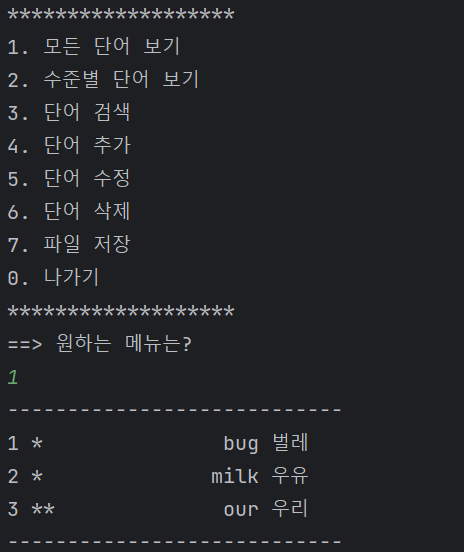 *******************
1. 모든 단어 보기
2. 수준별 단어 보기
3. 단어 검색
4. 단어 추가
5. 단어 수정
6. 단어 삭제
7. 파일 저장
0. 나가기
*******************
==> 원하는 메뉴는?
1
----------------------------
1 *               bug 벌레
2 *              milk 우유
3 **              our 우리
----------------------------